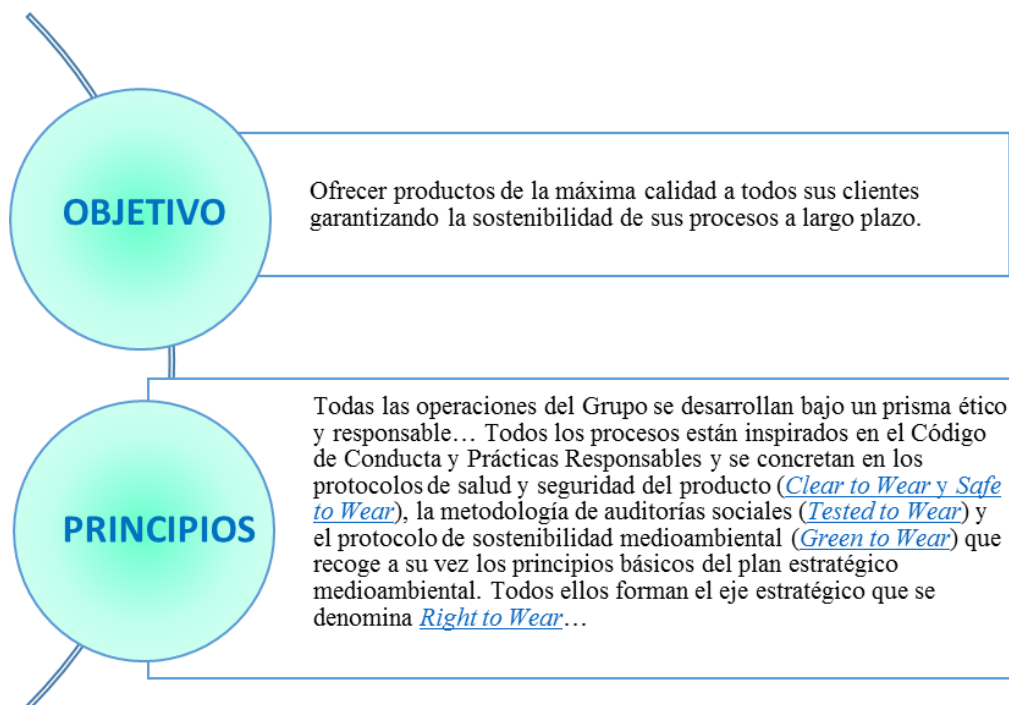 OBJETIVO
Ofrecer productos de la máxima calidad a todos sus clientes
garantizando la sostenibilidad de sus procesos a largo plazo.
PRINCIPIOS
Todas las operaciones del Grupo se desarrollan bajo un prisma ético
y responsable… Todos los procesos están inspirados en el Código
de Conducta y Prácticas Responsables y se concretan en los
protocolos de salud y seguridad del producto (Clear to Wear y Safe
to Wear), la metodología de auditorías sociales (Tested to Wear) y
el protocolo de sostenibilidad medioambiental (Green to Wear) que
recoge a su vez los principios básicos del plan estratégico
medioambiental. Todos ellos forman el eje estratégico que se
denomina Right to Wear…